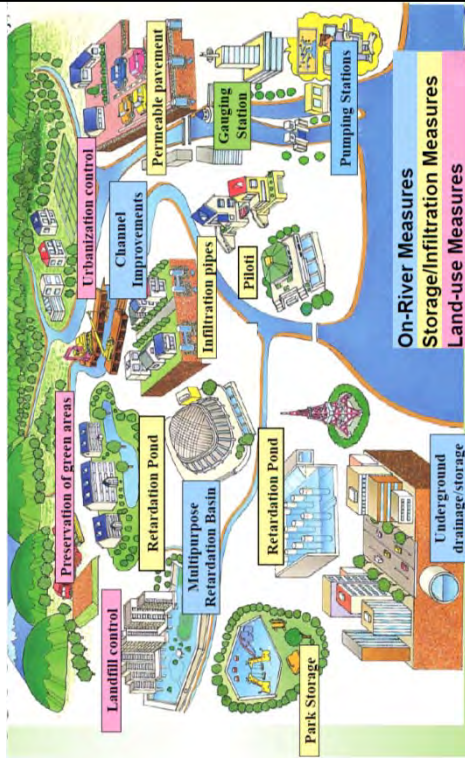 Landfill control
Preservation of green areas
Urbanization control
Permeable pavement
Channel
Improvements
Gauging
Station
Retardation Pond
Infiltration pipes
Multipurpose
Retardation Basin
Piloti
Pumping Stations
Park Storage
Retardation Pond
Underground
drainage/storage
On-River Measures
Storage/Infiltration Measures
Land-use Measures